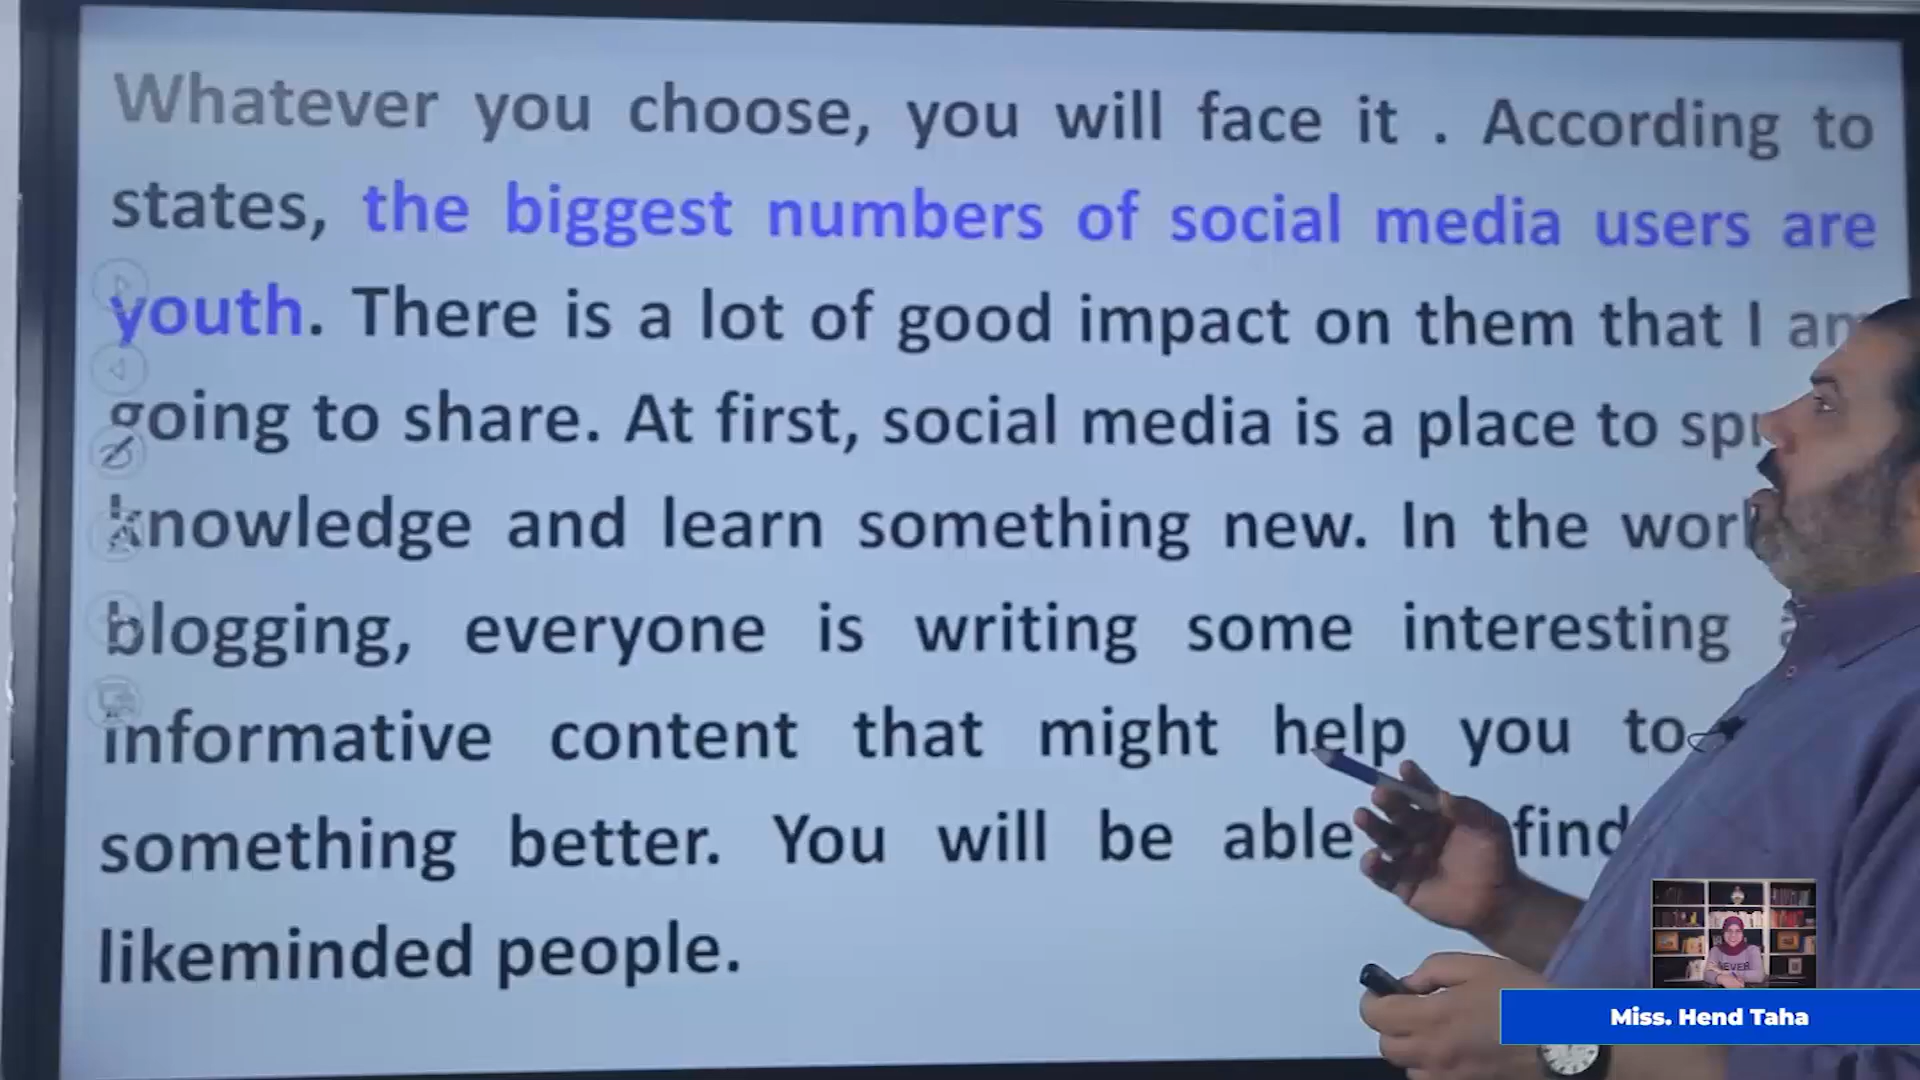 Whatever you choose, you will face it . According to
states, the biggest numbers of social media users are
youth. There is a lot of good impact on them that I
going to share. At first, social media is a place to
knowledge and learn something new. In the
blogging, everyone is writing some interesting
informative content that might help you to
something better. You will be able find
likeminded people.
Miss. Hend Taha